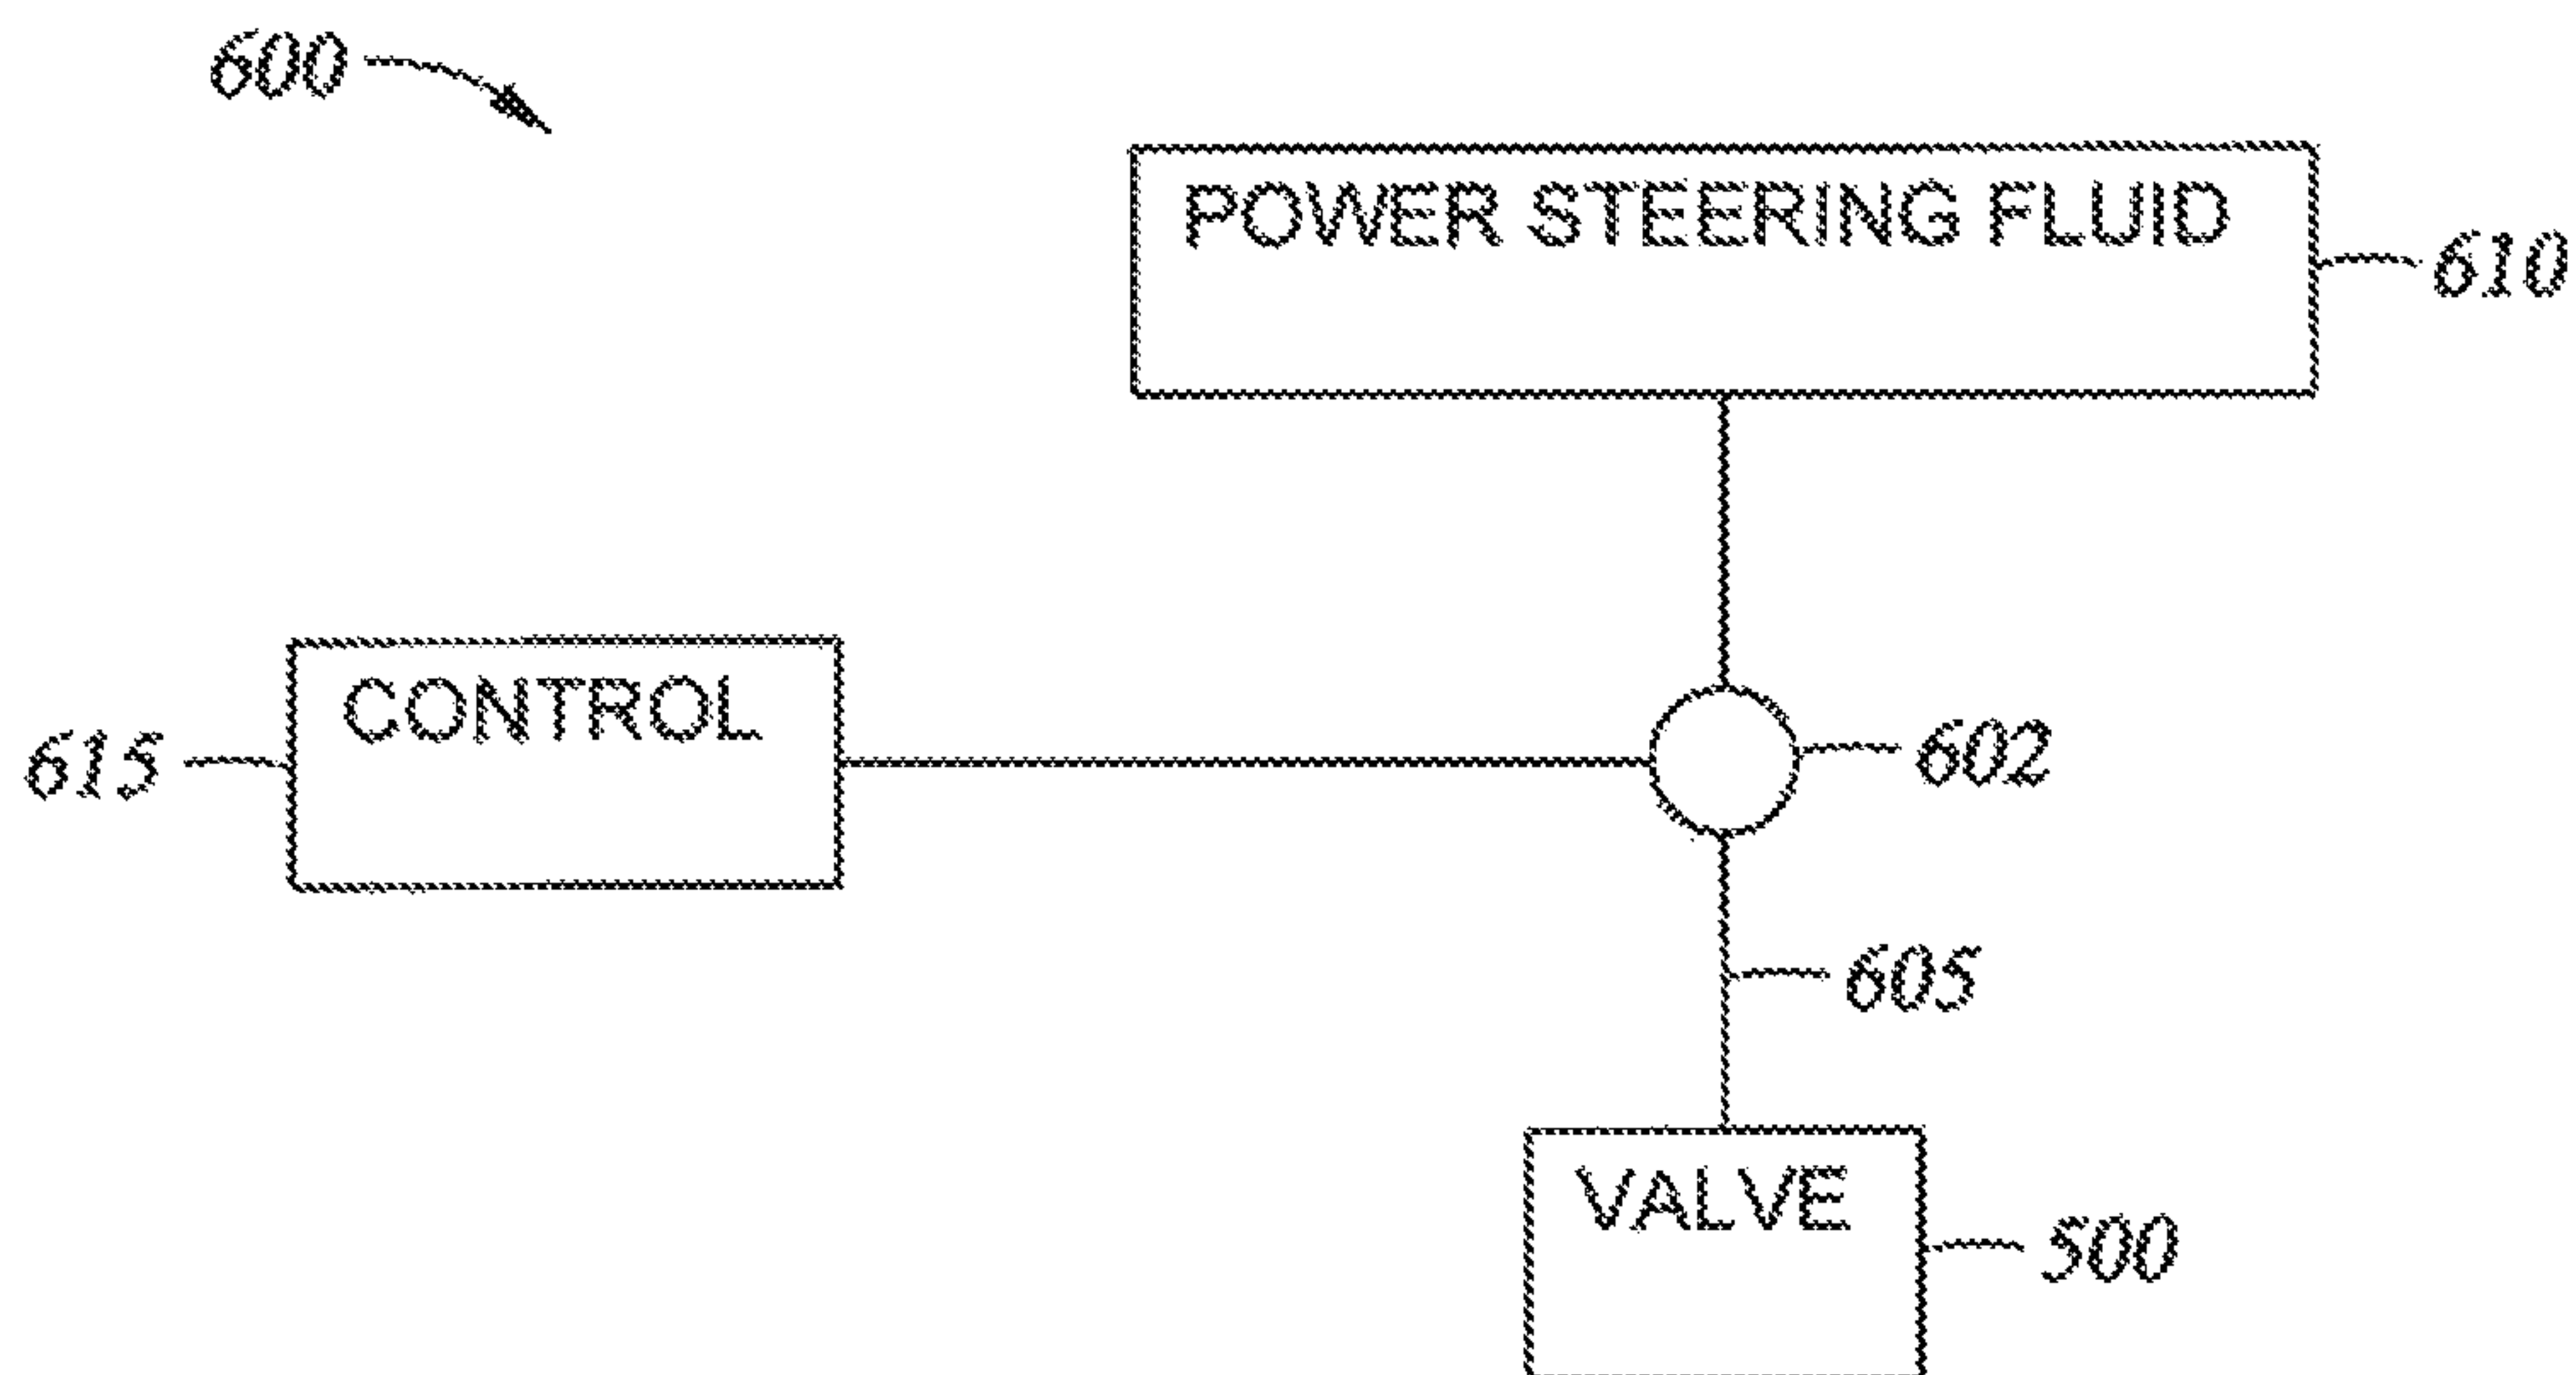 600
POWER STEERING FLUID
610
CONTROL
615
602
605
VALVE
500